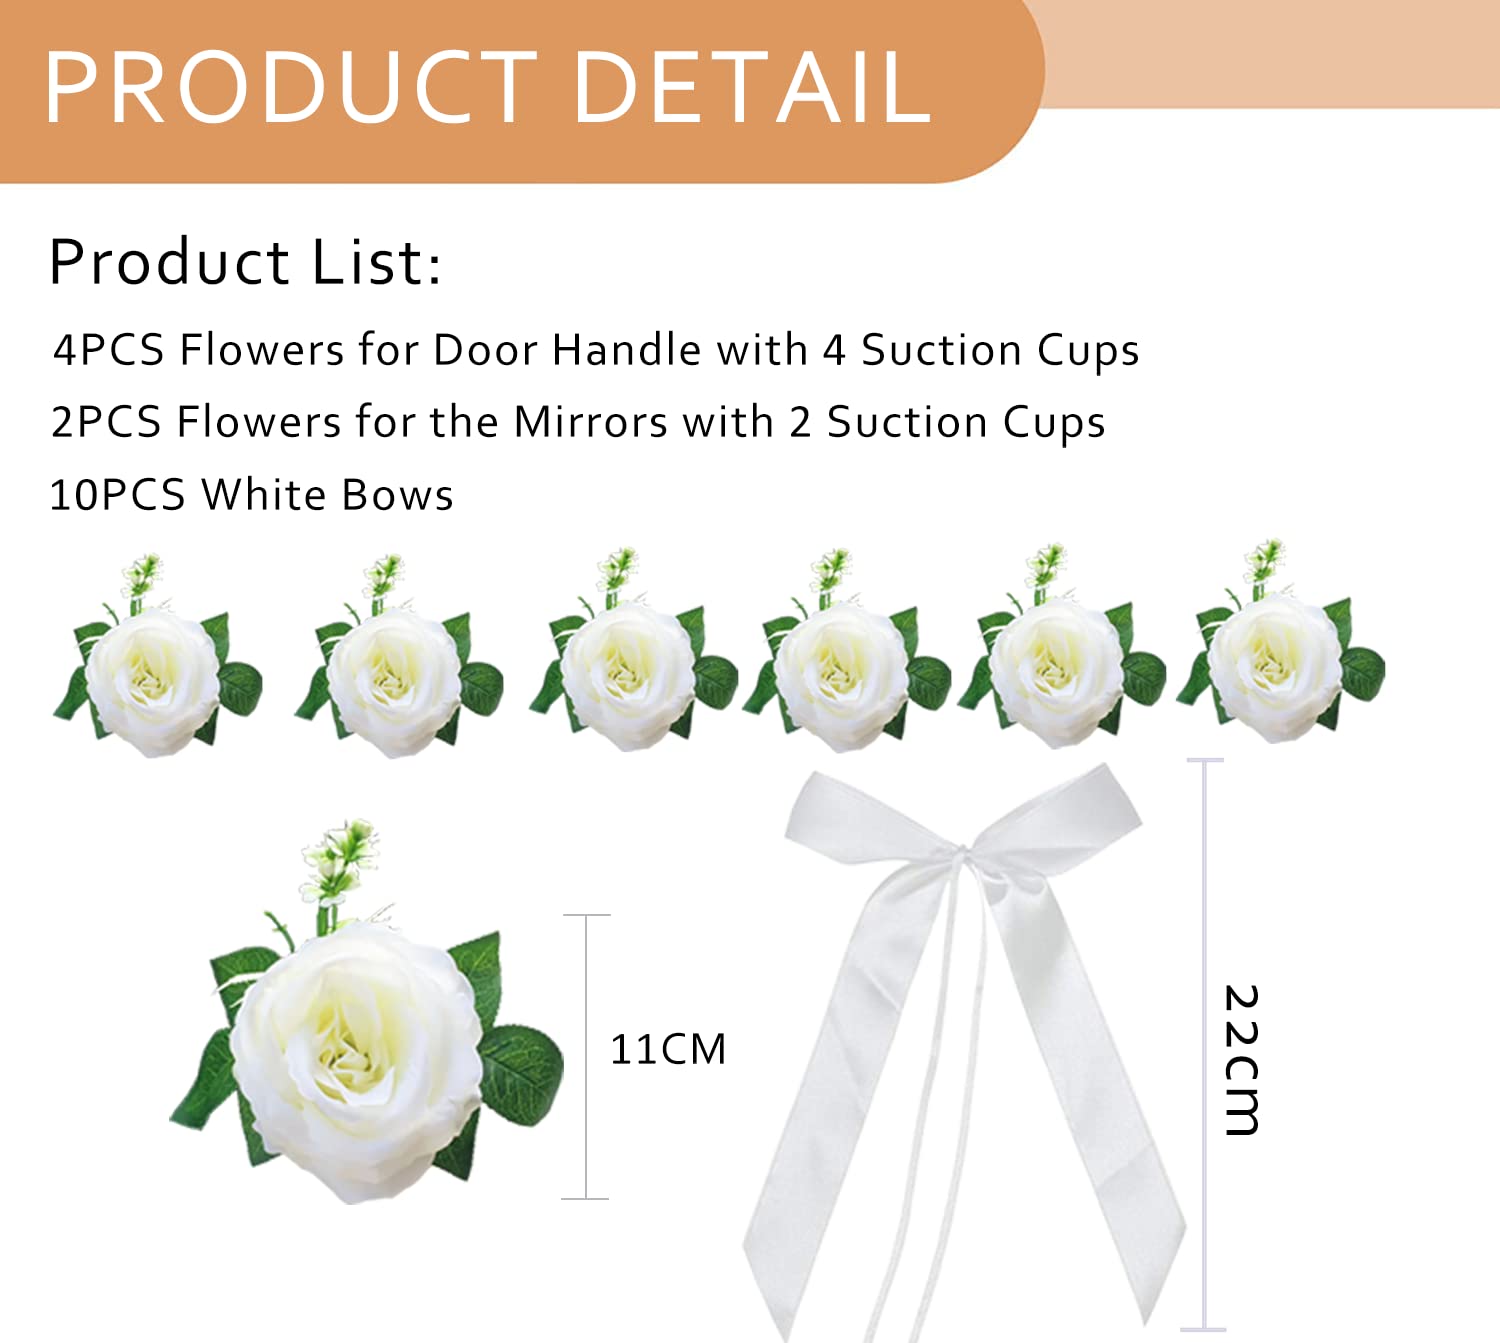 PRODUCT DETAIL
Product List:
4PCS Flowers for Door Handle with 4 Suction Cups
2PCS Flowers for the Mirrors with 2 Suction Cups
10PCS White Bows
11CM
22cm